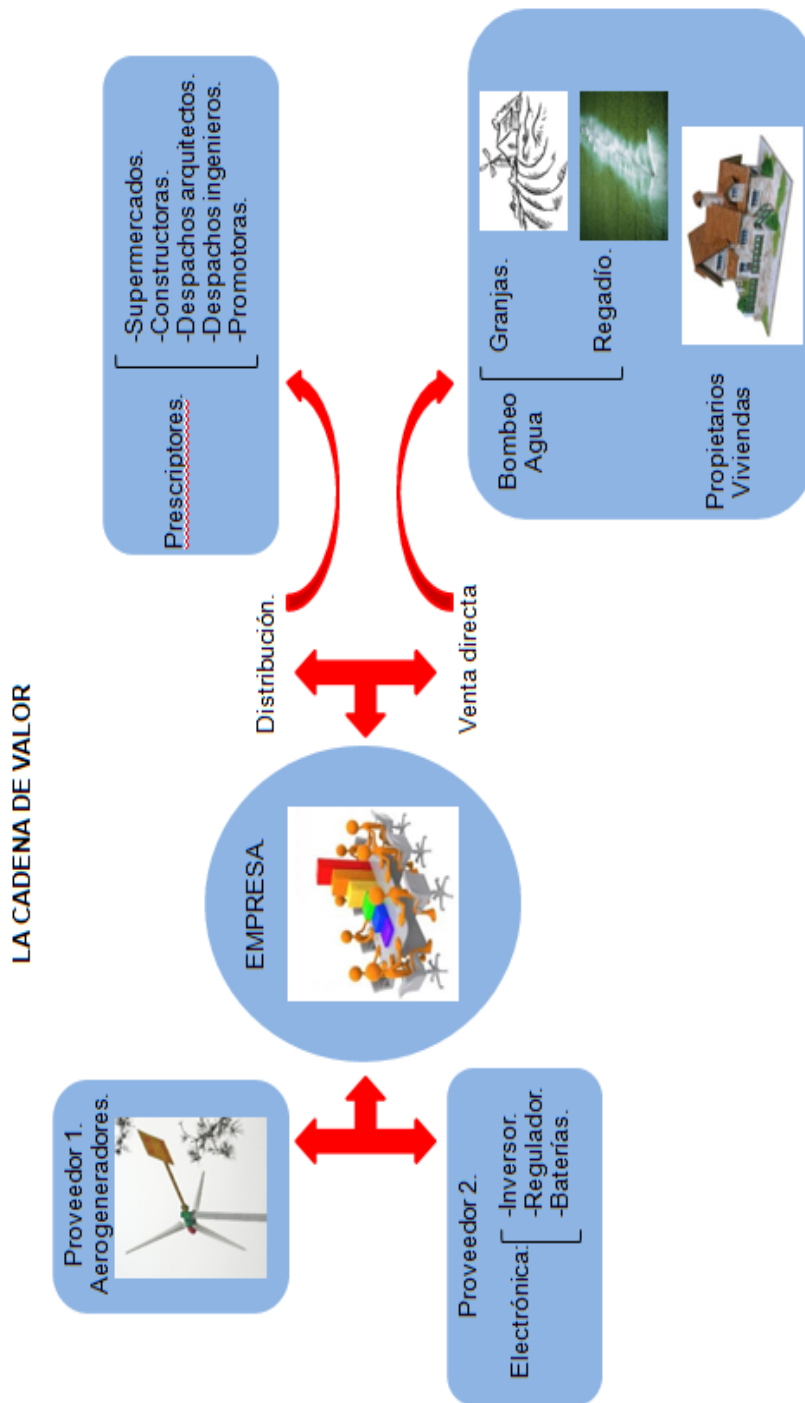 LA CADENA DE VALOR
Proveedor 1.
Aerogeneradores.
Proveedor 2.
Electrónica:
-Inversor.
-Regulador.
-Baterías.
EMPRESA.
Distribución.
Venta directa
Prescriptores.
-Supermercados.
-Constructoras.
-Despachos arquitectos.
-Despachos ingenieros.
-Promotoras.
Bombeo
Agua
Granjas.
Regadío.
Propietarios
Viviendas